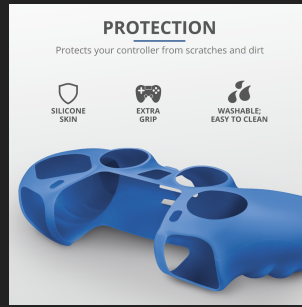 PROTECTION
Protects your controller from scratches and dirt
SILICONE
SKIN
EXTRA
GRIP
WASHABLE;
EASY TO CLEAN